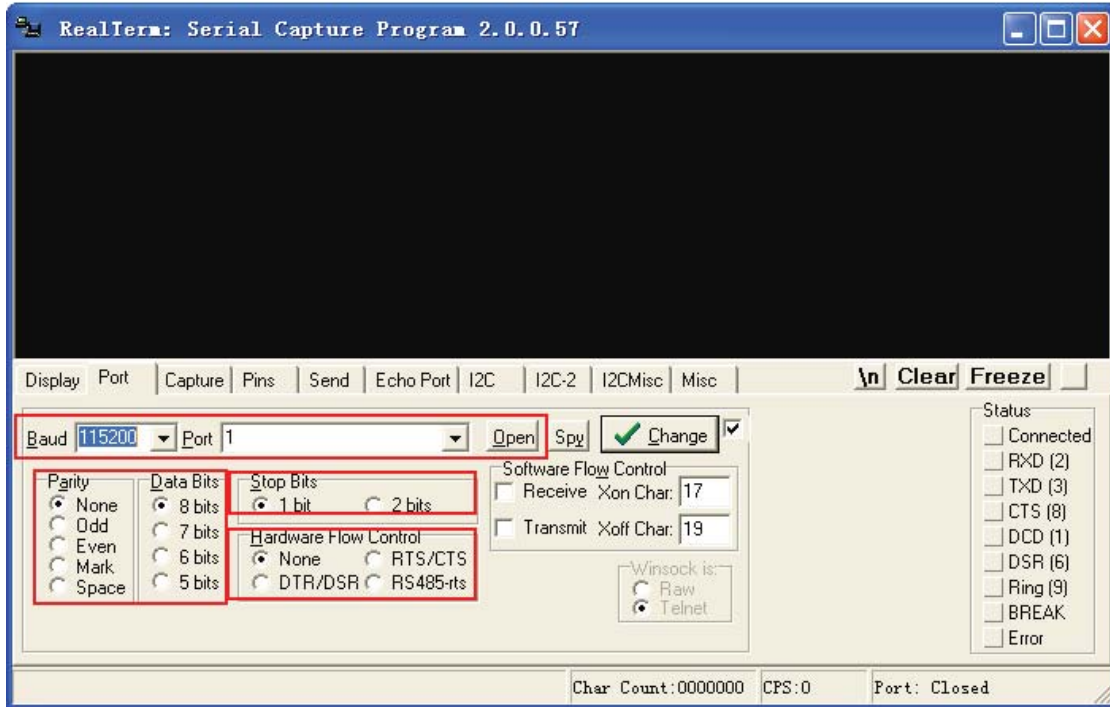 RealTerm: Serial Capture Program 2.0.0.57
Display Port Capture Pins Send Echo Port I2C I2C-2 I2CMisc Misc \n Clear Freeze
Baud 115200 Port 1 Open Spy Change
Parity
None
Odd
Even
Mark
Space
Data Bits
8 bits
7 bits
6 bits
5 bits
Stop Bits
1 bit 2 bits
Hardware Flow Control
None RTS/CTS
DTR/DSR RS485-rts
Software Flow Control
Receive Xon Char: 17
Transmit Xoff Char: 19
Winsock is:
Raw
Telnet
Status
Connected
RXD (2)
TXD (3)
CTS (8)
DCD (1)
DSR (6)
Ring (9)
BREAK
Error
Char Count:0000000 CPS:0 Port: Closed